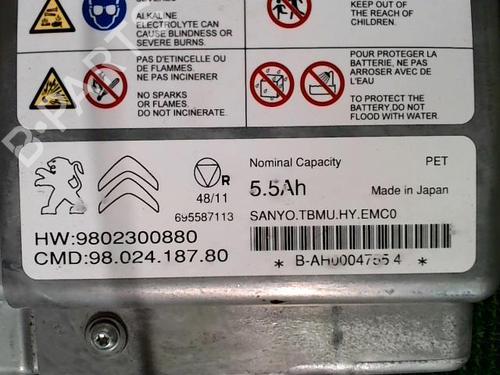 ALKALINE
ELECTROLYTE CAN
CAUSE BLINDNESS OR
SEVERE BURNS.
KEEP OUT OF
THE REACH OF
CHILDREN.
PAS D'ETINCELLE OU
DE FLAMMES.
NE PAS INCINERER
NO SPARKS
OR FLAMES.
DO NOT INCINERATE.
POUR PROTEGER LA
BATTERIE, NE PAS
ARROSER AVEC DE
L'EAU
TO PROTECT THE
BATTERY,DO NOT
FLOOD WITH WATER.
R
48/11
695587113
Nominal Capacity
PET
5.5Ah
Made in Japan
SANYO.TBMU.HY.EMC0
HW:9802300880
CMD:98.024.187.80
B-PARTS